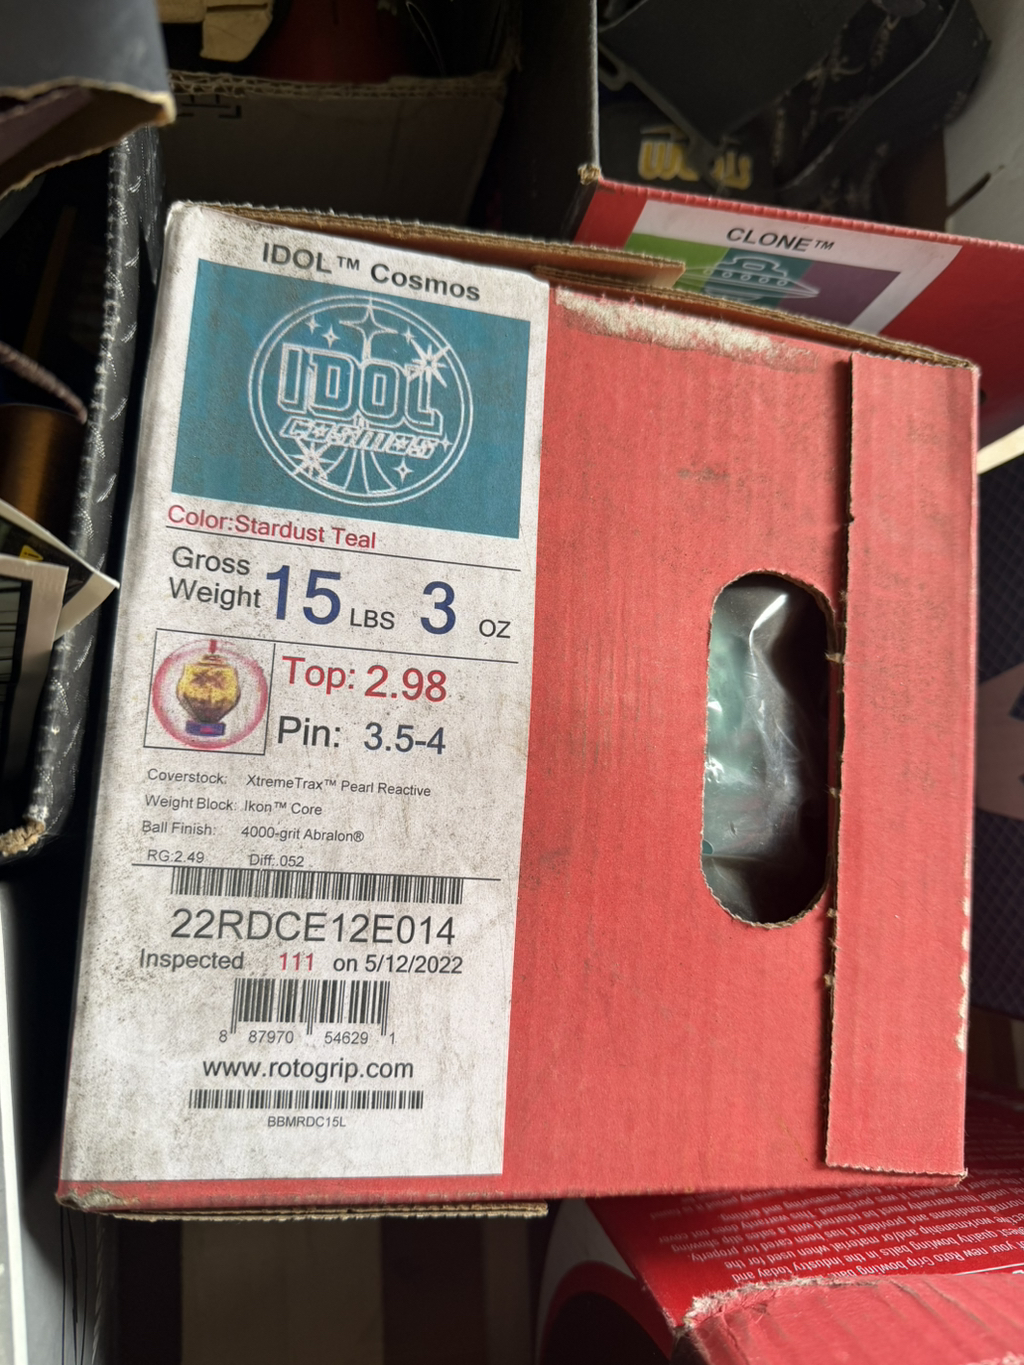 CLONE™
IDOL™ Cosmos
IDOL
COSMOS
Color:Stardust Teal
Gross Weight 15 LBS 3 OZ
Top: 2.98
Pin: 3.5-4
Coverstock: XtremeTrax™ Pearl Reactive
Weight Block: Ikon™ Core
Ball Finish: 4000-grit Abralon®
RG:2.49 Diff:.052
22RDCE12E014
Inspected 111 on 5/12/2022
8 87970 54629 1
www.rotogrip.com
BBMRDC15L